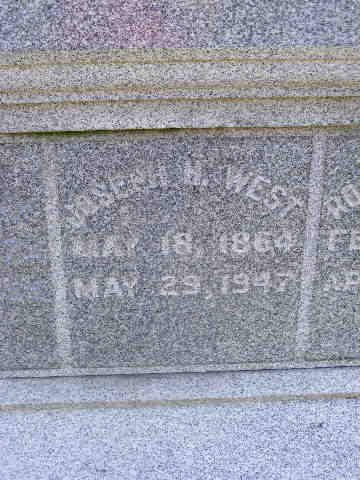 JOSEPH H. WEST
MAY 18, 1864
MAY 29, 1947